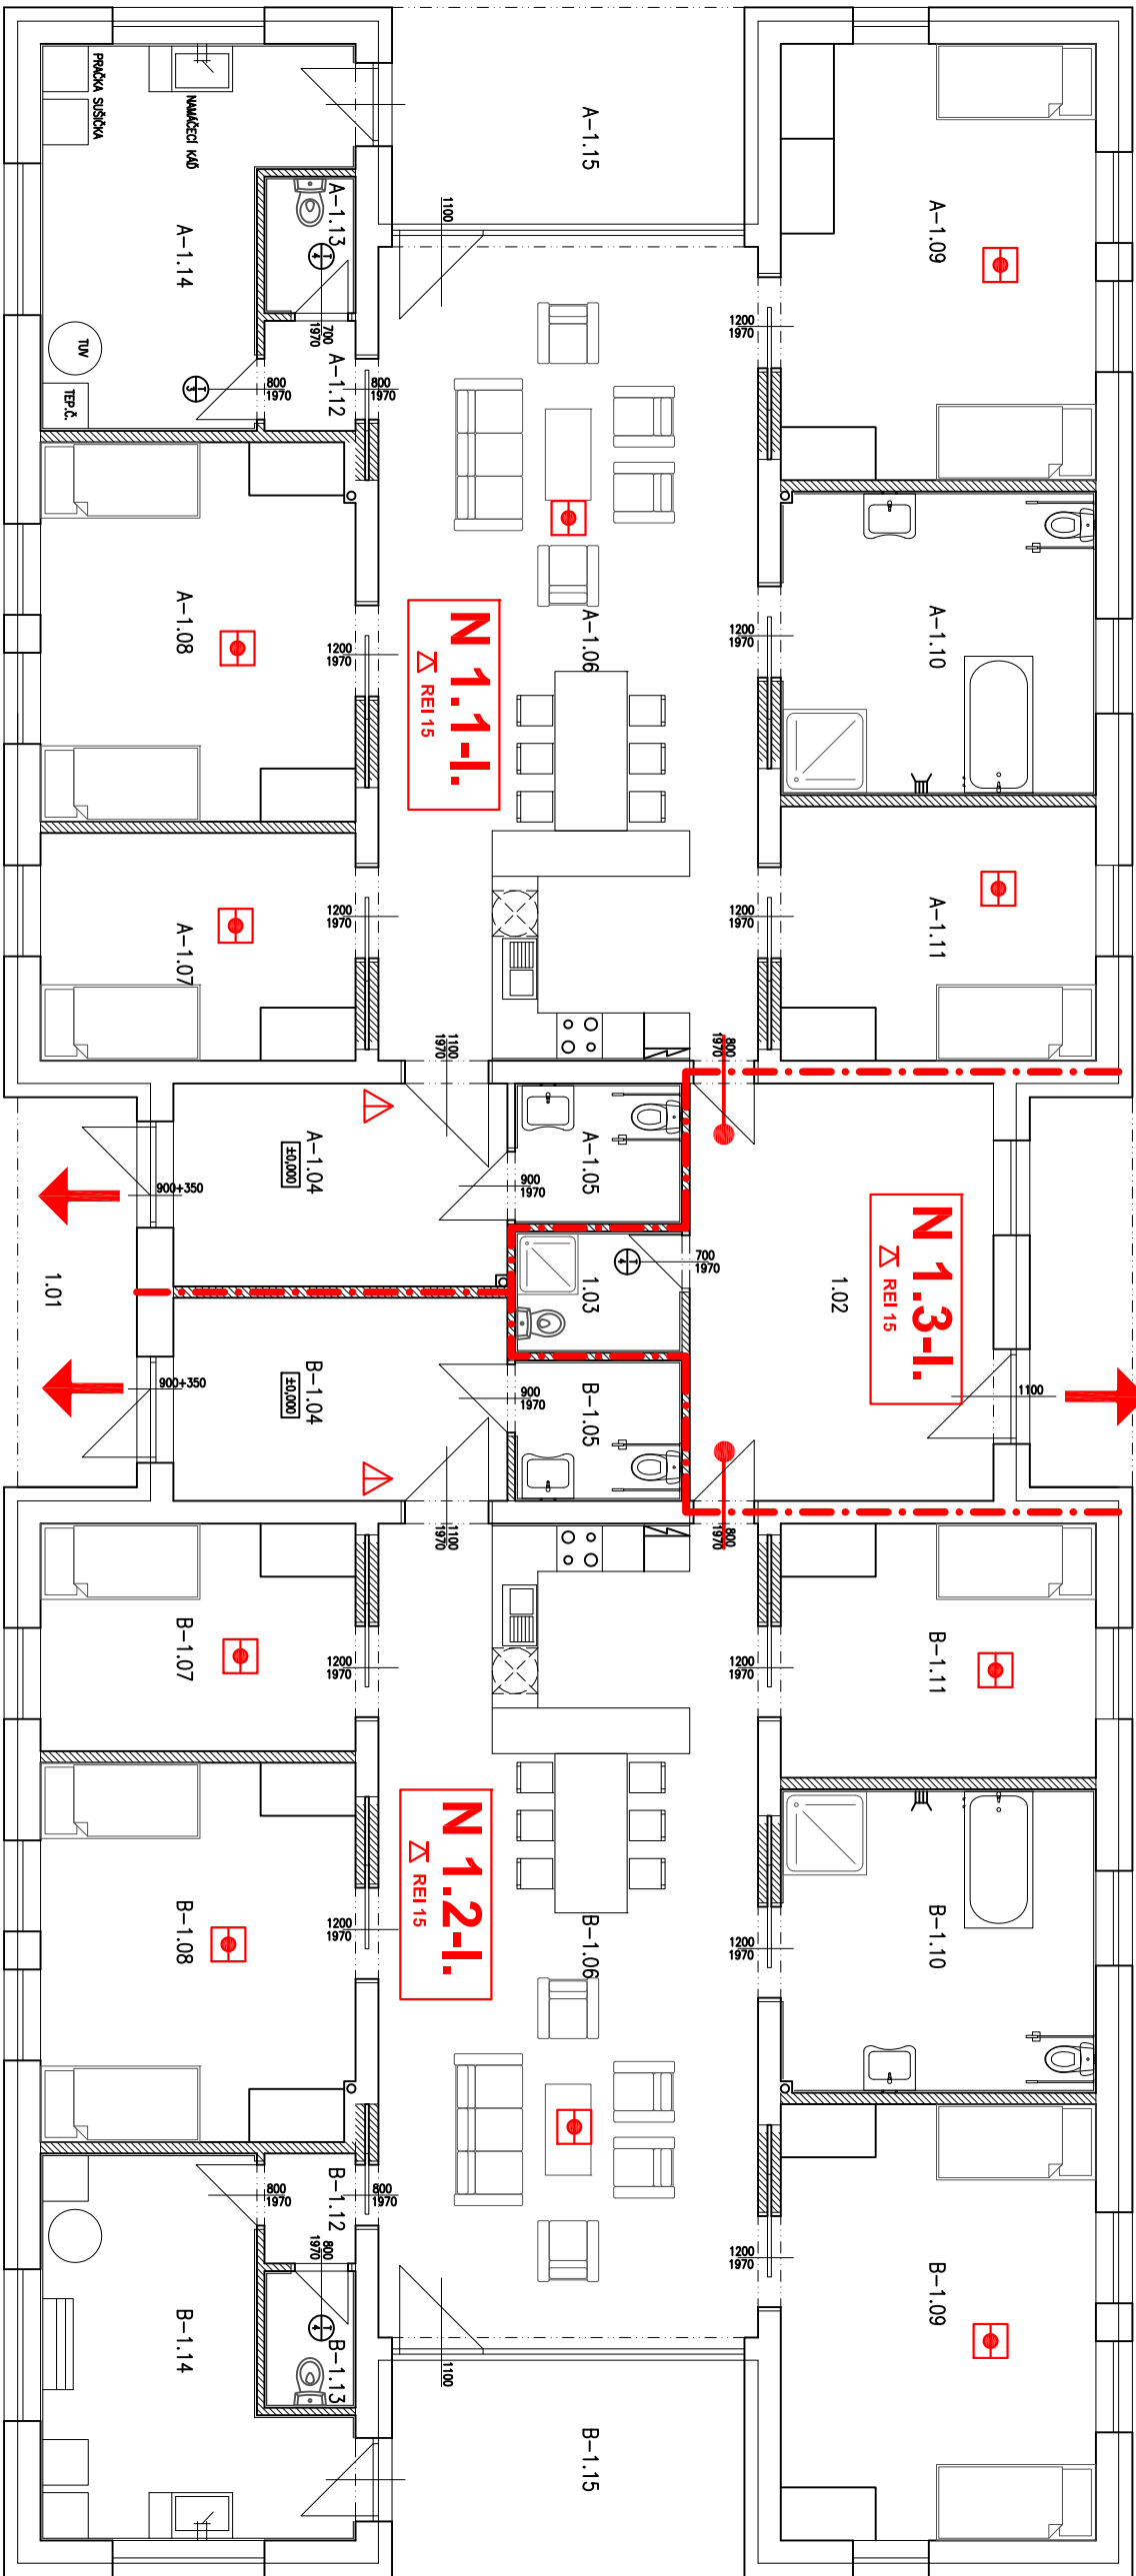 A-1.15
A-1.09
PRAČKA SUŠIČKA
NAMÁČECÍ KÁĎ
A-1.13
T
4
A-1.14
1100
700
1970
1200
1970
TUV
TEP.Č.
T
3
800
1970
A-1.12
800
1970
A-1.08
1200
1970
A-1.06
1200
1970
A-1.10
N 1.1-I.
REI 15
A-1.07
1200
1970
1200
1970
A-1.11
1100
1970
800
1970
A-1.04
±0,000
A-1.05
900
1970
900+350
1.01
1.03
T
4
700
1970
1.02
N 1.3-I.
REI 15
1100
B-1.04
±0,000
900+350
900
1970
B-1.05
1100
1970
800
1970
B-1.07
1200
1970
1200
1970
B-1.11
N 1.2-I.
REI 15
B-1.08
1200
1970
B-1.06
1200
1970
B-1.10
800
1970
B-1.12
800
1970
800
1970
T
4
B-1.13
B-1.14
1200
1970
B-1.09
1100
B-1.15